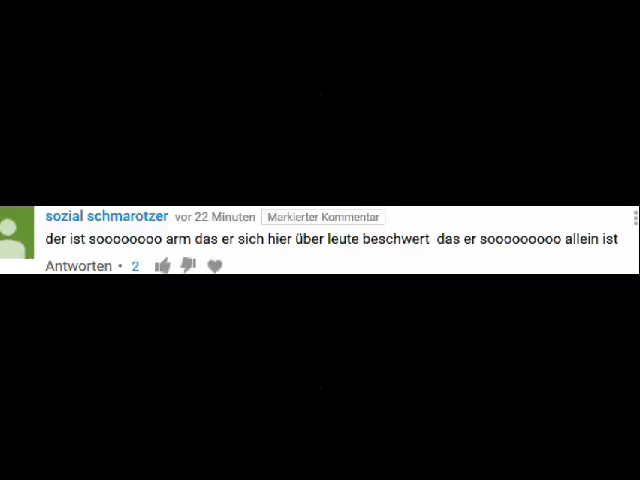 sozial schmarotzer vor 22 Minuten Markierter Kommentar
der ist soooooooo arm das er sich hier über leute beschwert das er sooooooooo allein ist
Antworten • 2